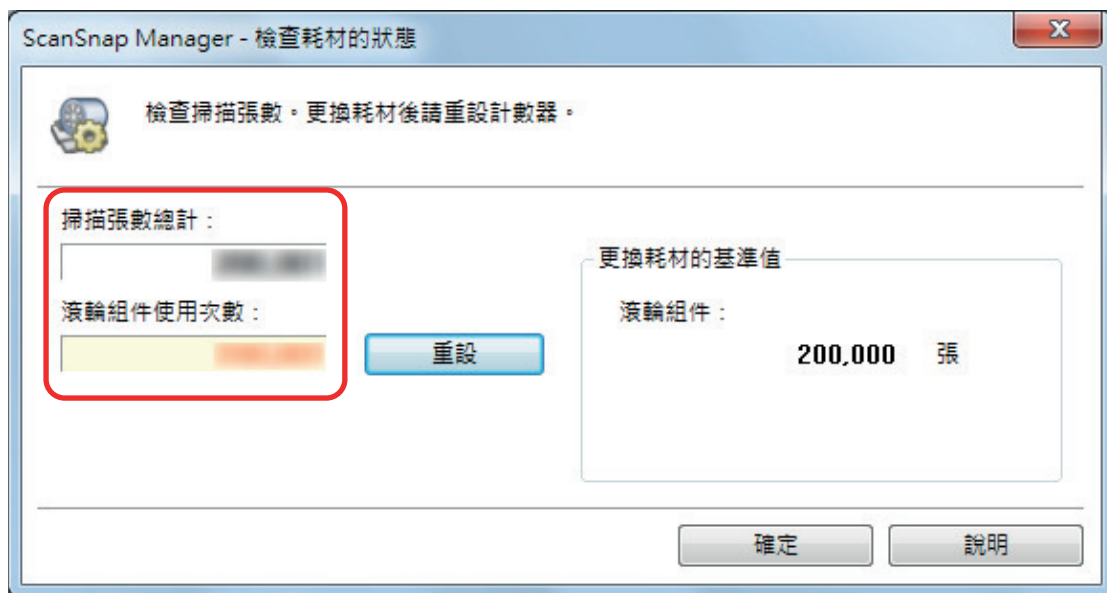 ScanSnap Manager - 檢查耗材的狀態
檢查掃描張數。更換耗材後請重設計數器。
掃描張數總計：
滾輪組件使用次數：
重設
更換耗材的基準值
滾輪組件：
200,000 張
確定
說明